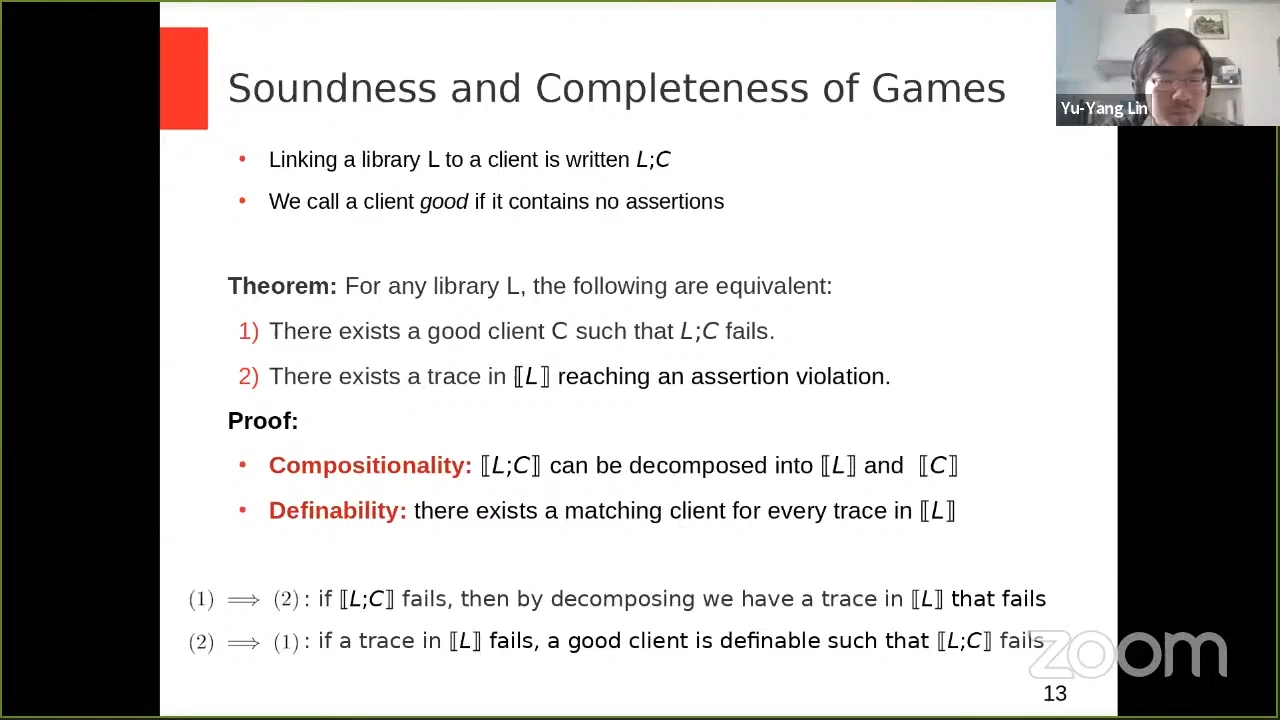 Soundness and Completeness of Games
Yu-Yang Lin
• Linking a library L to a client is written L;C
• We call a client good if it contains no assertions
Theorem: For any library L, the following are equivalent:
1) There exists a good client C such that L;C fails.
2) There exists a trace in ⟦L⟧ reaching an assertion violation.
Proof:
• Compositionality: ⟦L;C⟧ can be decomposed into ⟦L⟧ and ⟦C⟧
• Definability: there exists a matching client for every trace in ⟦L⟧
(1) ⟹ (2) : if ⟦L;C⟧ fails, then by decomposing we have a trace in ⟦L⟧ that fails
(2) ⟹ (1) : if a trace in ⟦L⟧ fails, a good client is definable such that ⟦L;C⟧ fails
zoom
13